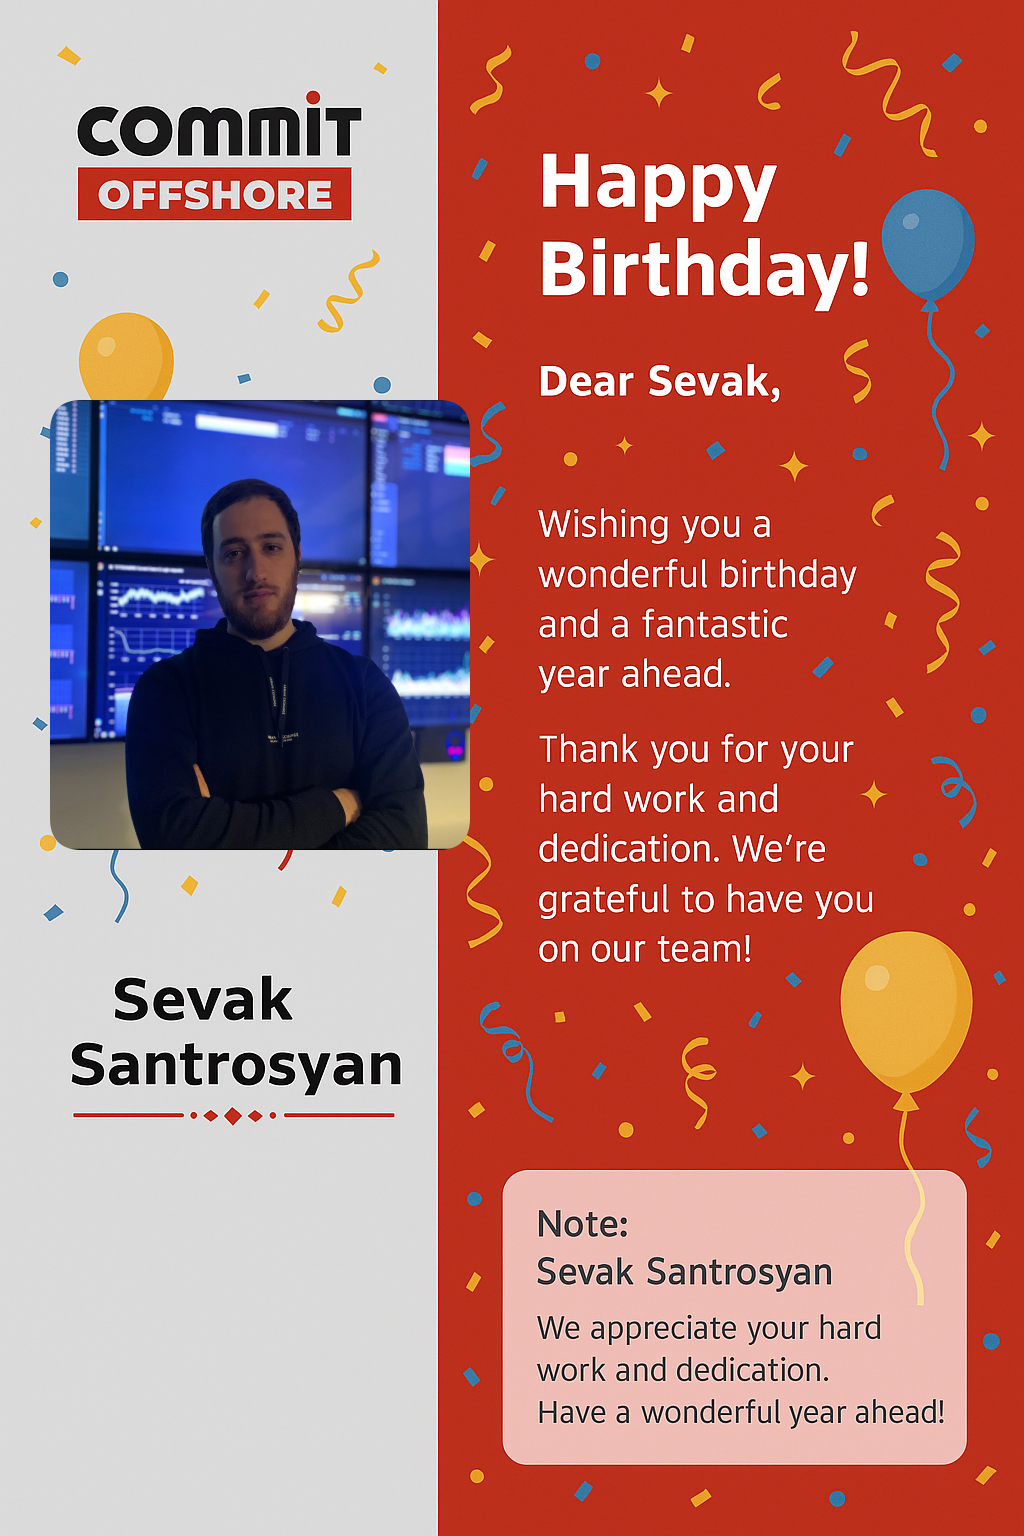 commit
OFFSHORE
Sevak
Santrosyan
Happy
Birthday!
Dear Sevak,
Wishing you a
wonderful birthday
and a fantastic
year ahead.
Thank you for your
hard work and
dedication. We’re
grateful to have you
on our team!
Note:
Sevak Santrosyan
We appreciate your hard
work and dedication.
Have a wonderful year ahead!